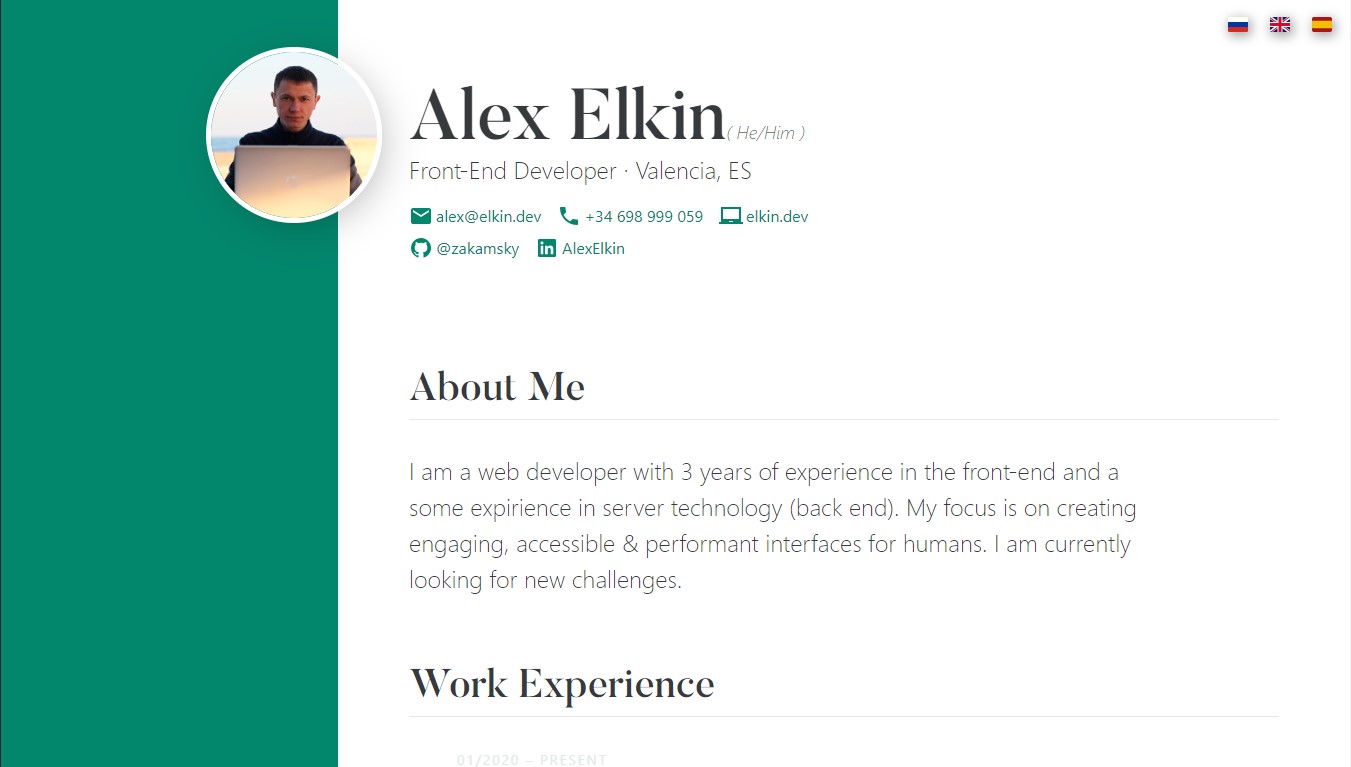 Alex Elkin ( He/Him )
Front-End Developer · Valencia, ES
alex@elkin.dev +34 698 999 059 elkin.dev
@zakamsky AlexElkin
About Me
I am a web developer with 3 years of experience in the front-end and a
some expirience in server technology (back end). My focus is on creating
engaging, accessible & performant interfaces for humans. I am currently
looking for new challenges.
Work Experience
01/2020 – PRESENT